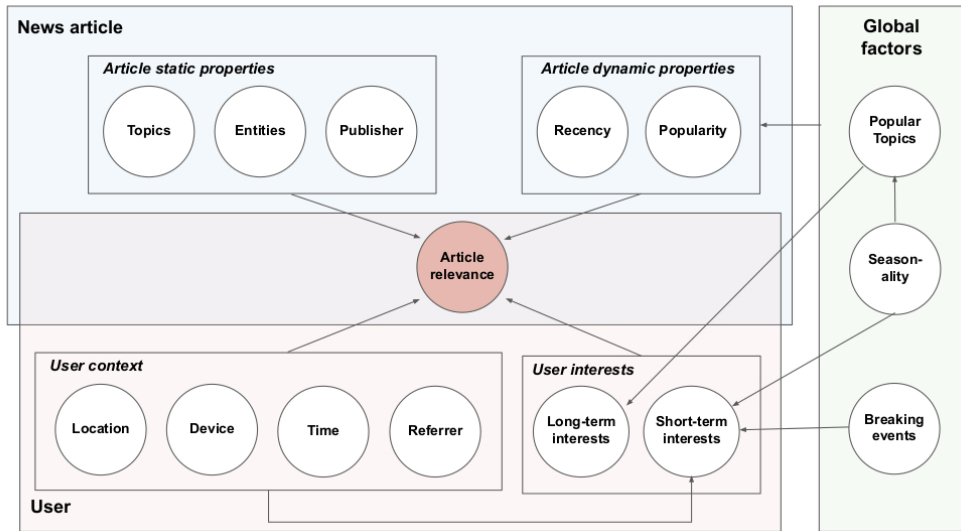 News article
Article static properties
Topics
Entities
Publisher
Article dynamic properties
Recency
Popularity
Global
factors
Popular
Topics
Season-
ality
Breaking
events
Article
relevance
User context
Location
Device
Time
Referrer
User interests
Long-term
interests
Short-term
interests
User